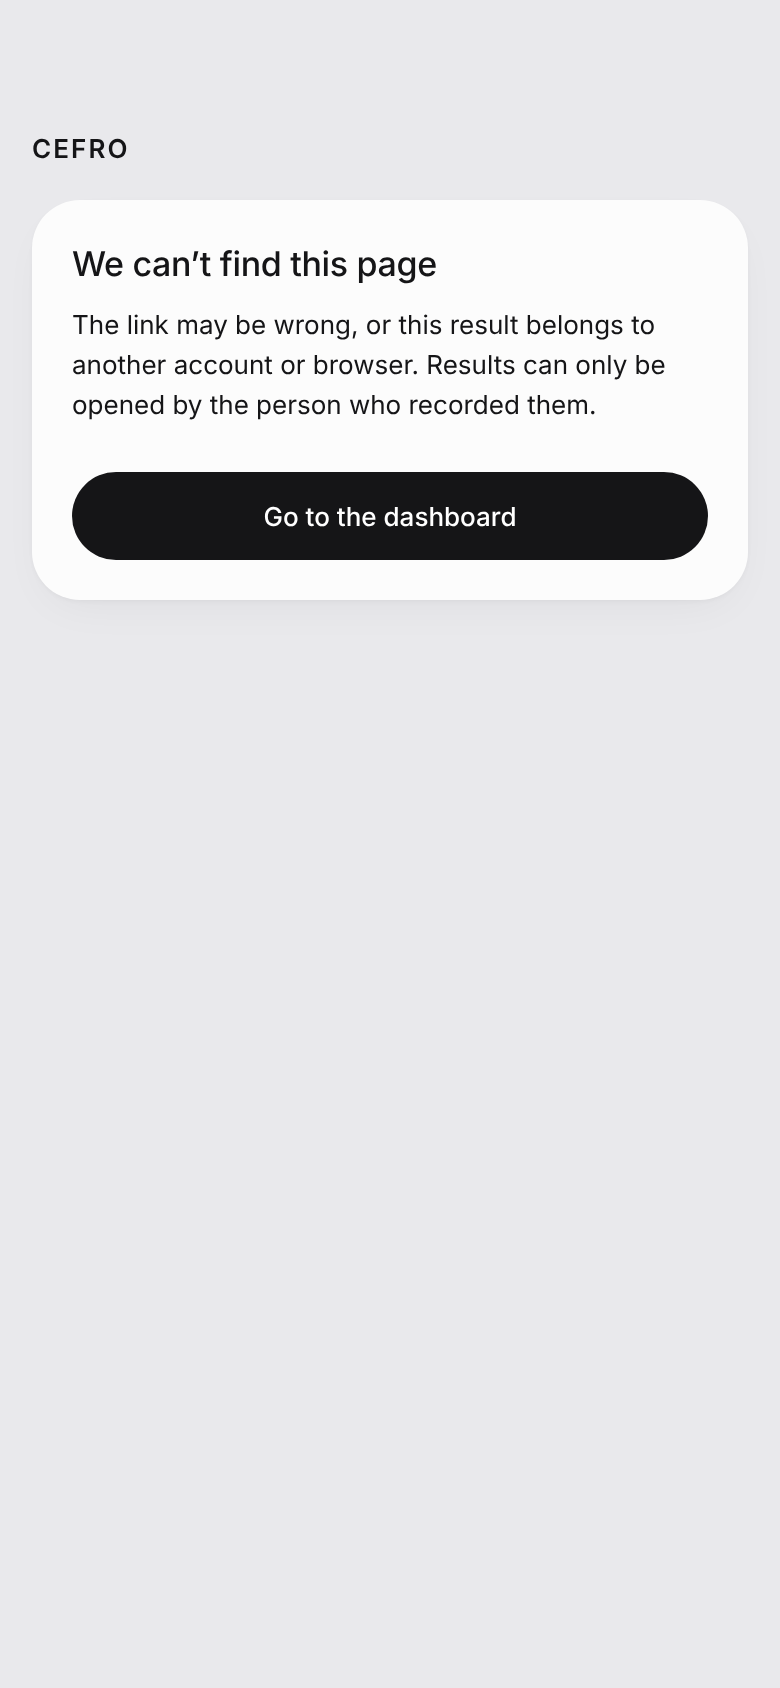 CEFRO
We can’t find this page
The link may be wrong, or this result belongs to
another account or browser. Results can only be
opened by the person who recorded them.
Go to the dashboard